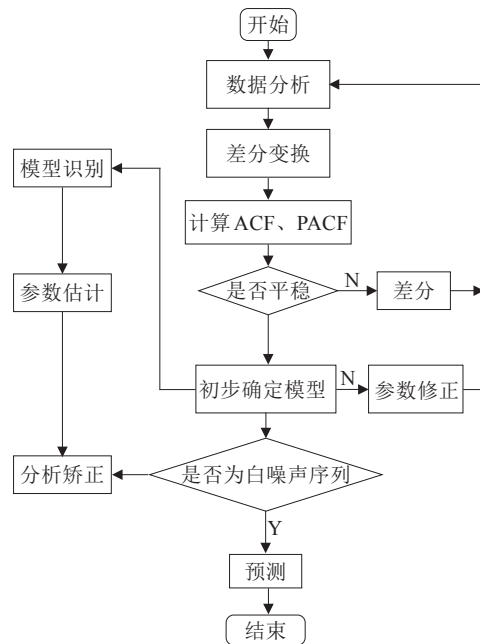 开始
数据分析
差分变换
模型识别
计算ACF、PACF
是否平稳
N
差分
参数估计
初步确定模型
N
参数修正
分析矫正
是否为白噪声序列
Y
预测
结束